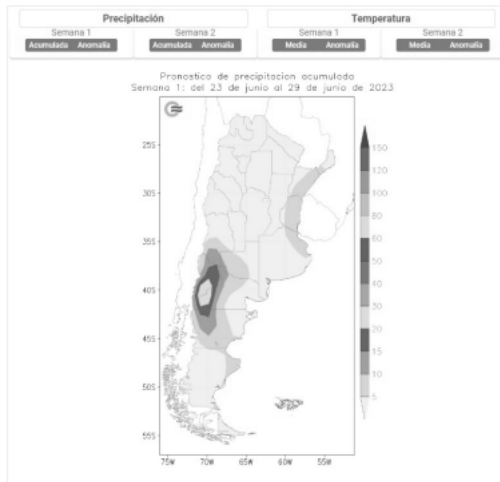 Precipitación Temperatura
Semana 1 Semana 2 Semana 1 Semana 2
Acumulada Anomalía Acumulada Anomalía Media Anomalía Media Anomalía
Pronostico de precipitacion acumulada
Semana 1: del 23 de junio al 29 de junio de 2023
25S
30S
35S
40S
45S
50S
55S
75W 70W 65W 60W 55W
150
120
100
80
60
50
40
30
20
15
10
5